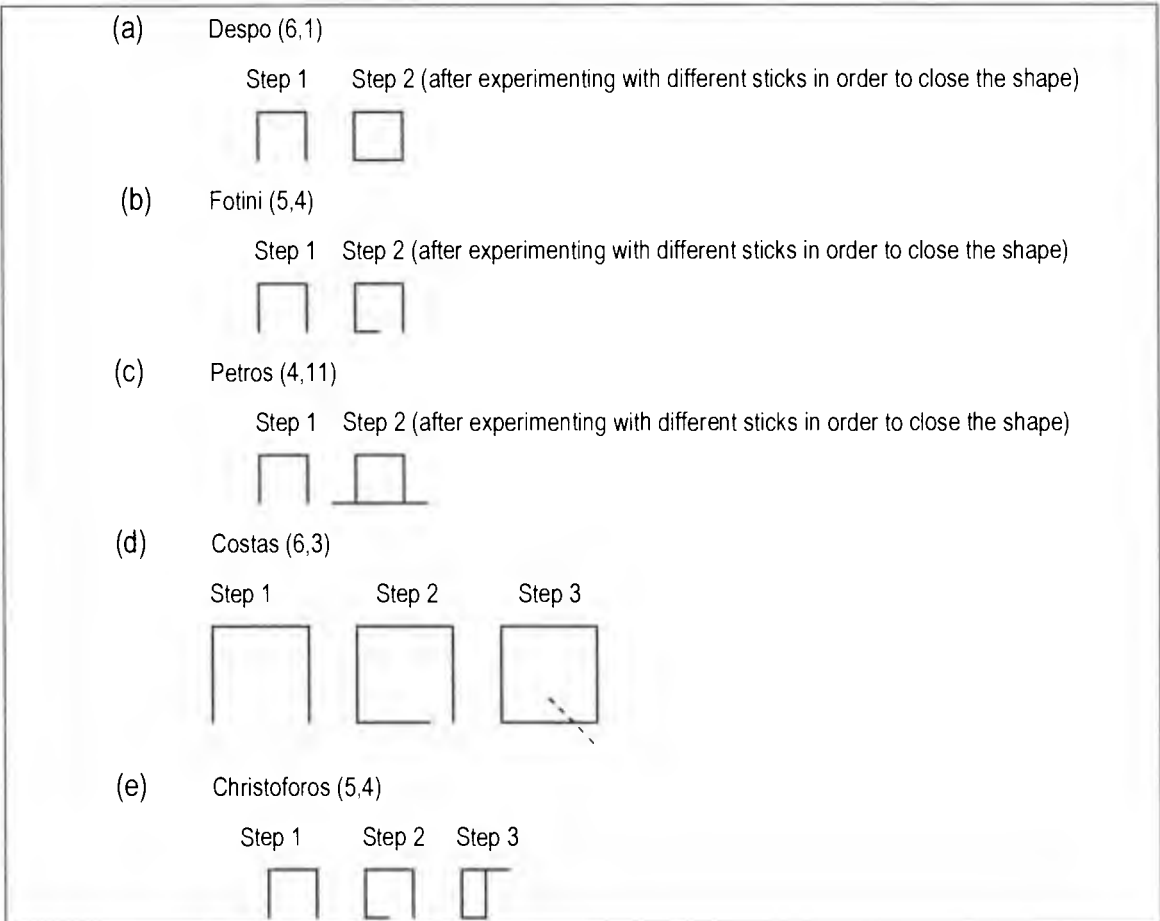 (a) Despo (6,1)
Step 1 Step 2 (after experimenting with different sticks in order to close the shape)
(b) Fotini (5,4)
Step 1 Step 2 (after experimenting with different sticks in order to close the shape)
(c) Petros (4,11)
Step 1 Step 2 (after experimenting with different sticks in order to close the shape)
(d) Costas (6,3)
Step 1 Step 2 Step 3
(e) Christoforos (5,4)
Step 1 Step 2 Step 3